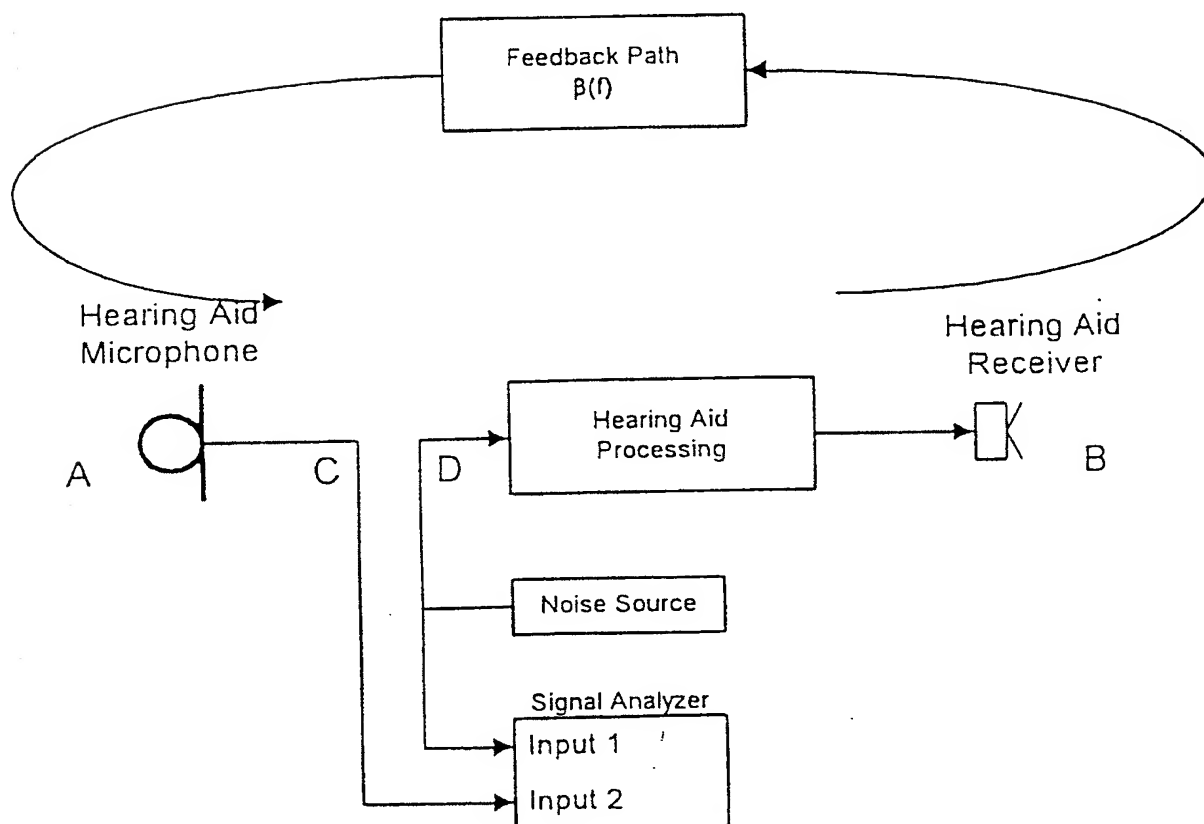 Feedback Path
β(f)
Hearing Aid
Microphone
Hearing Aid
Receiver
Hearing Aid
Processing
A
C
D
B
Noise Source
Signal Analyzer
Input 1
Input 2